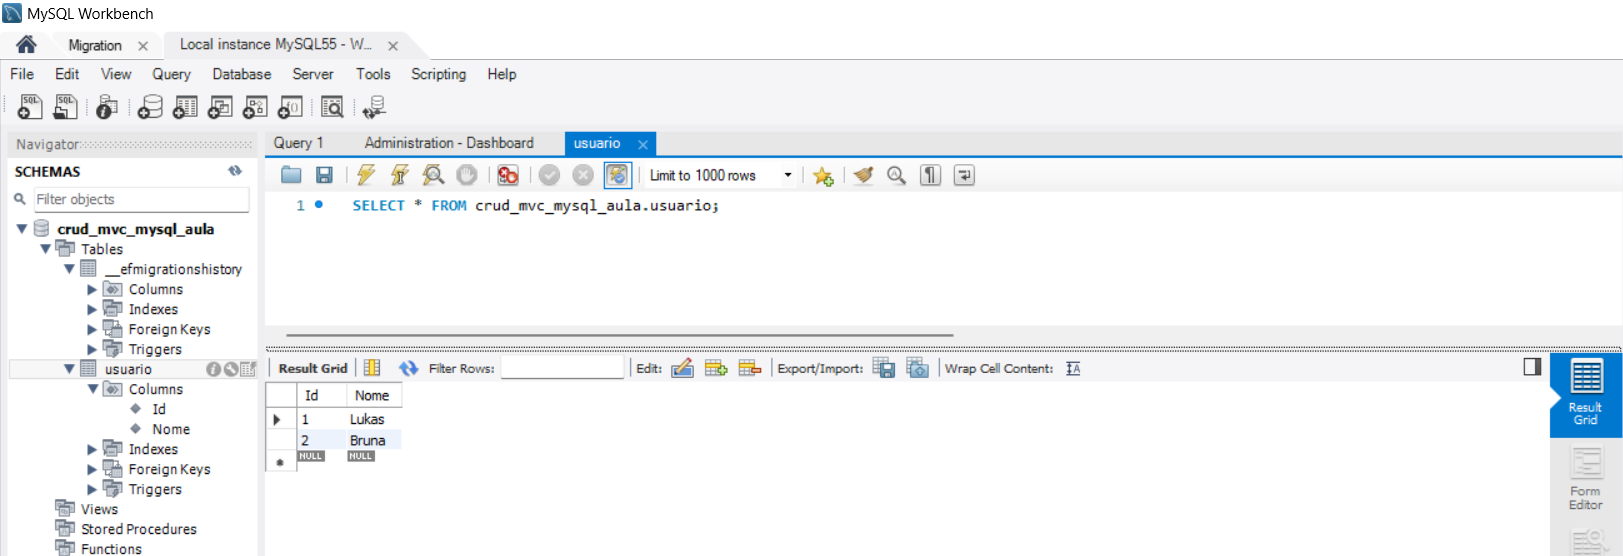 MySQL Workbench
Migration
Local instance MySQL55 - W...
File Edit View Query Database Server Tools Scripting Help
SQL SQL
Navigator
Query 1 Administration - Dashboard usuario
SCHEMAS
Limit to 1000 rows
Filter objects
1 SELECT * FROM crud_mvc_mysql_aula.usuario;
crud_mvc_mysql_aula
Tables
__efmigrationshistory
Columns
Indexes
Foreign Keys
Triggers
usuario
Columns
Id
Nome
Indexes
Foreign Keys
Triggers
Views
Stored Procedures
Functions
Result Grid Filter Rows: Edit: Export/Import: Wrap Cell Content: IA
Id Nome
1 Lukas
2 Bruna
NULL NULL
Result
Grid
Form
Editor